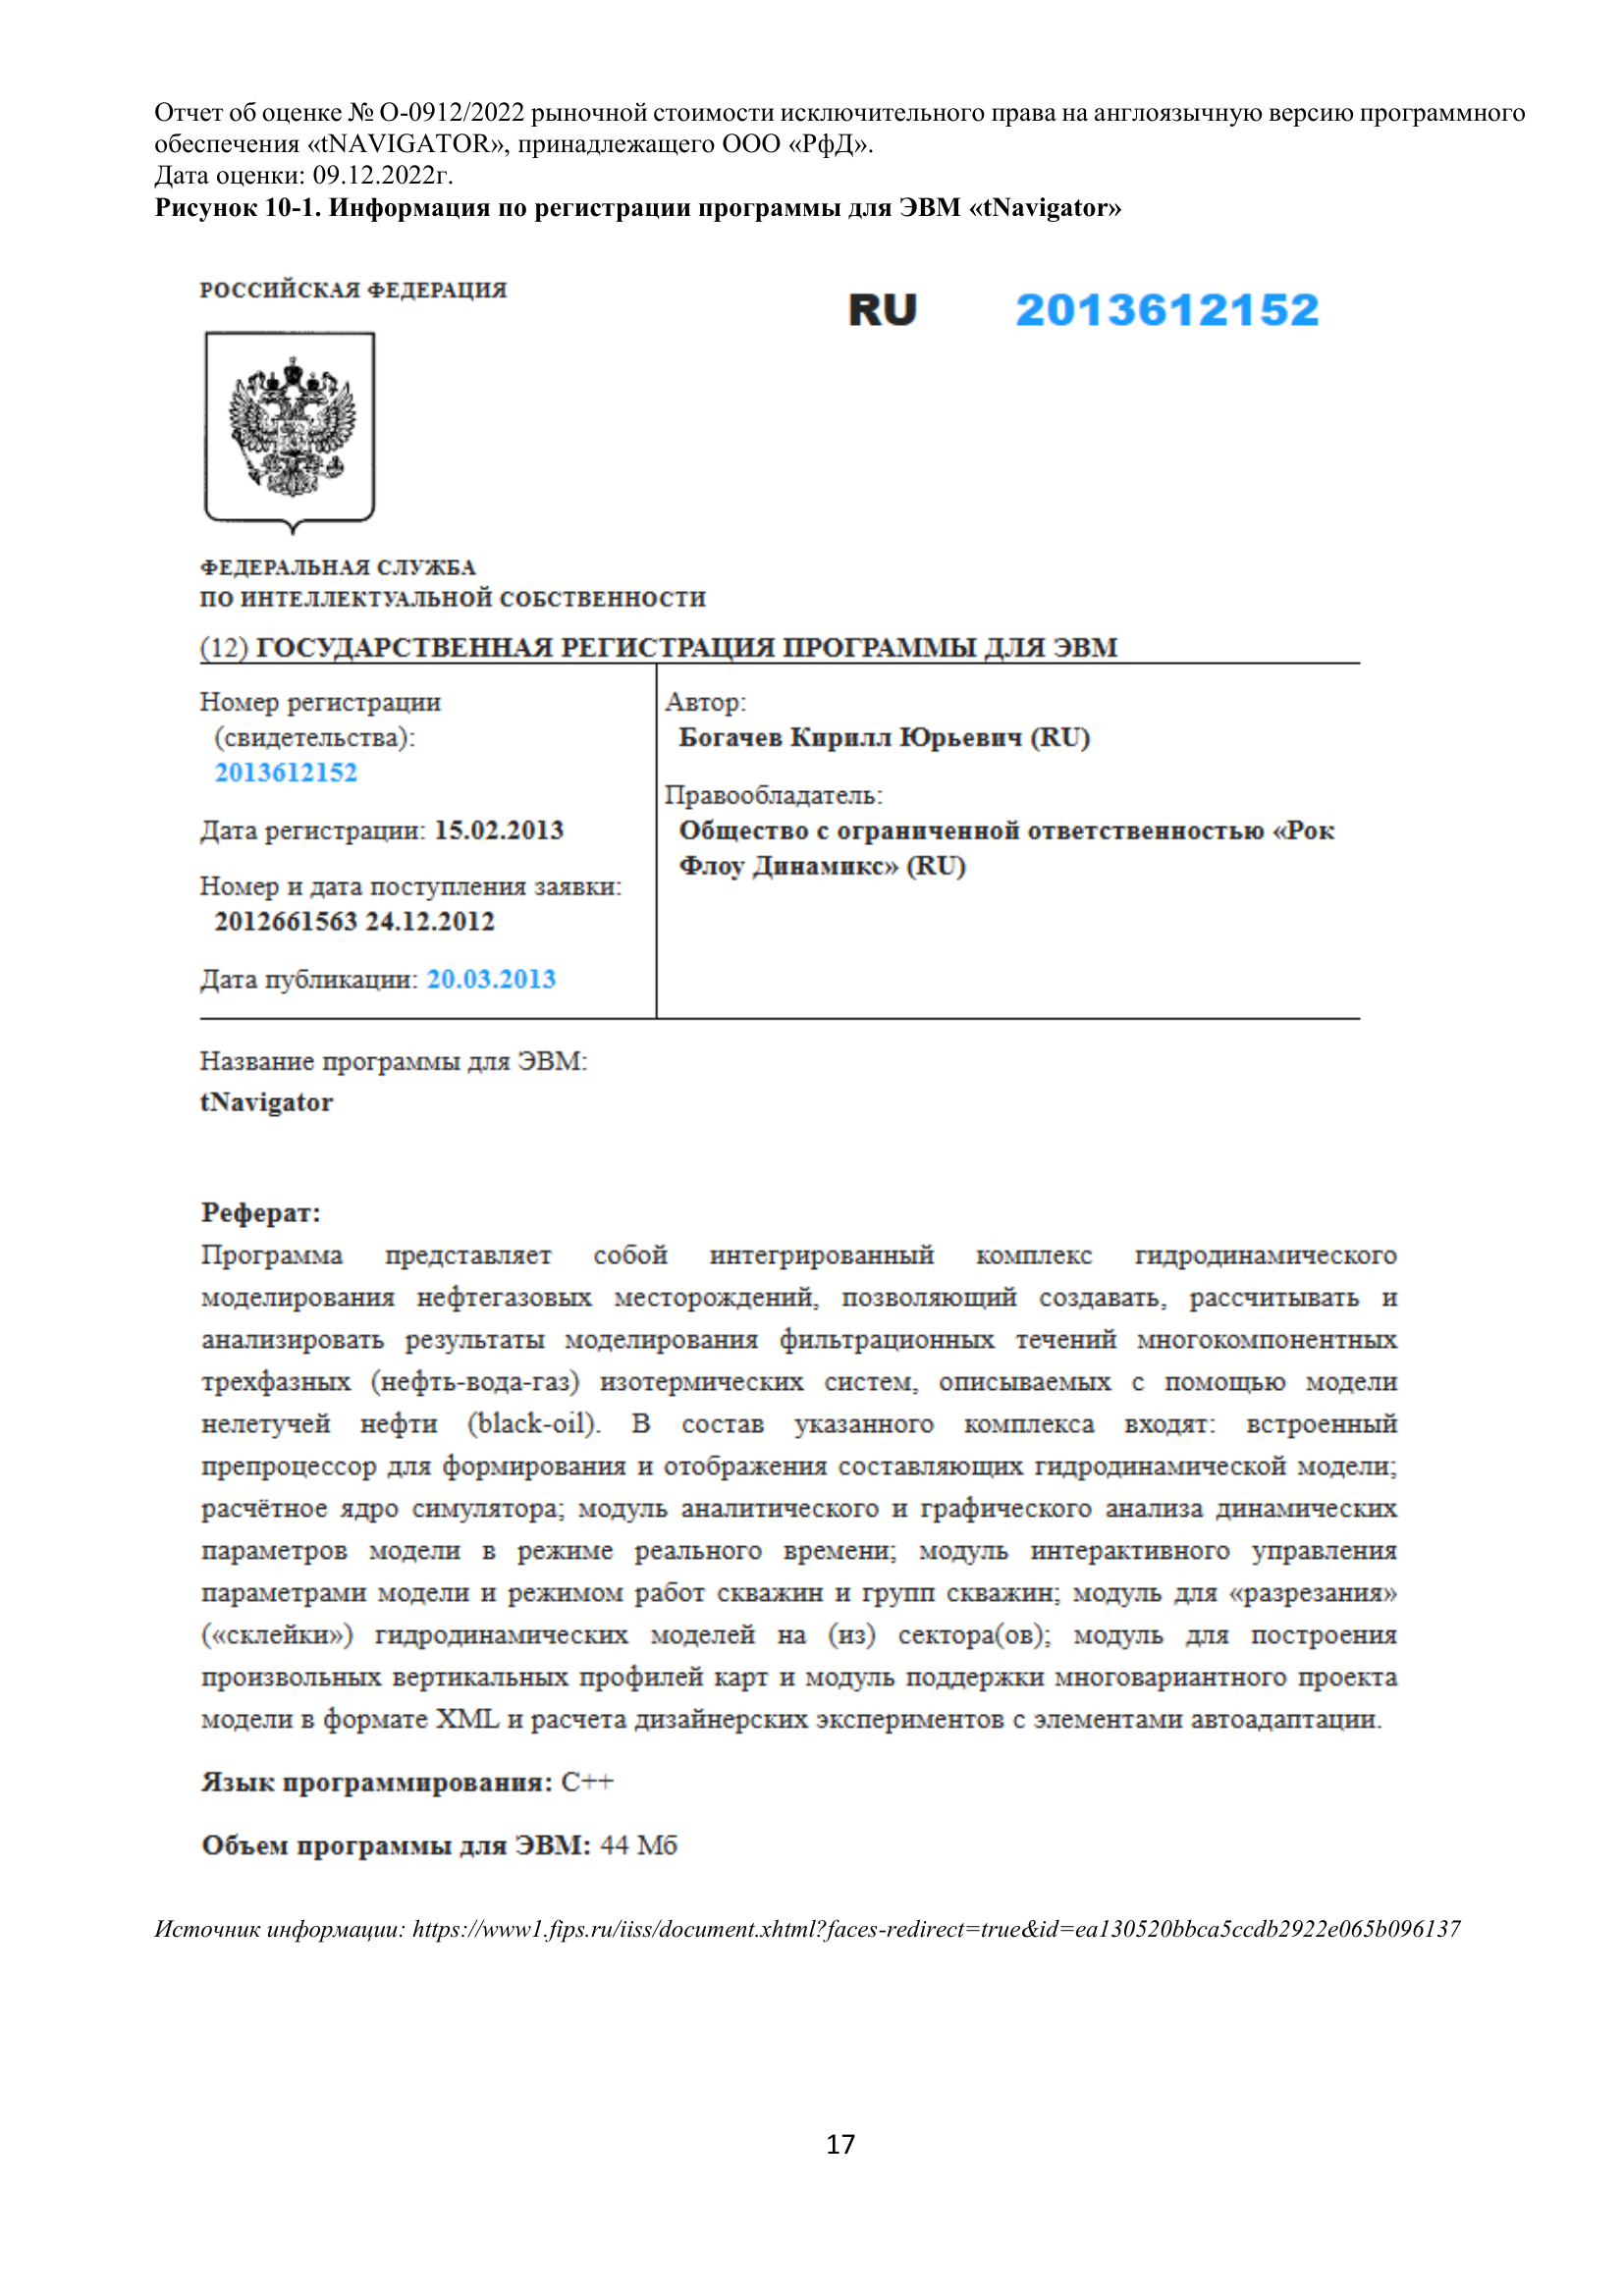 Отчет об оценке № О-0912/2022 рыночной стоимости исключительного права на англоязычную версию программного
обеспечения «tNAVIGATOR», принадлежащего ООО «РфД».
Дата оценки: 09.12.2022г.
Рисунок 10-1. Информация по регистрации программы для ЭВМ «tNavigator»
РОССИЙСКАЯ ФЕДЕРАЦИЯ
RU 2013612152
ФЕДЕРАЛЬНАЯ СЛУЖБА
ПО ИНТЕЛЛЕКТУАЛЬНОЙ СОБСТВЕННОСТИ
(12) ГОСУДАРСТВЕННАЯ РЕГИСТРАЦИЯ ПРОГРАММЫ ДЛЯ ЭВМ
Номер регистрации
(свидетельства):
2013612152
Дата регистрации: 15.02.2013
Номер и дата поступления заявки:
2012661563 24.12.2012
Дата публикации: 20.03.2013
Автор:
Богачев Кирилл Юрьевич (RU)
Правообладатель:
Общество с ограниченной ответственностью «Рок
Флоу Динамикс» (RU)
Название программы для ЭВМ:
tNavigator
Реферат:
Программа представляет собой интегрированный комплекс гидродинамического
моделирования нефтегазовых месторождений, позволяющий создавать, рассчитывать и
анализировать результаты моделирования фильтрационных течений многокомпонентных
трехфазных (нефть-вода-газ) изотермических систем, описываемых с помощью модели
нелетучей нефти (black-oil). В состав указанного комплекса входят: встроенный
препроцессор для формирования и отображения составляющих гидродинамической модели;
расчётное ядро симулятора; модуль аналитического и графического анализа динамических
параметров модели в режиме реального времени; модуль интерактивного управления
параметрами модели и режимом работ скважин и групп скважин; модуль для «разрезания»
(«склейки») гидродинамических моделей на (из) сектора(ов); модуль для построения
произвольных вертикальных профилей карт и модуль поддержки многовариантного проекта
модели в формате XML и расчета дизайнерских экспериментов с элементами автоадаптации.
Язык программирования: С++
Объем программы для ЭВМ: 44 Мб
Источник информации: https://www1.fips.ru/iiss/document.xhtml?faces-redirect=true&id=ea130520bbca5ccdb2922e065b096137
17